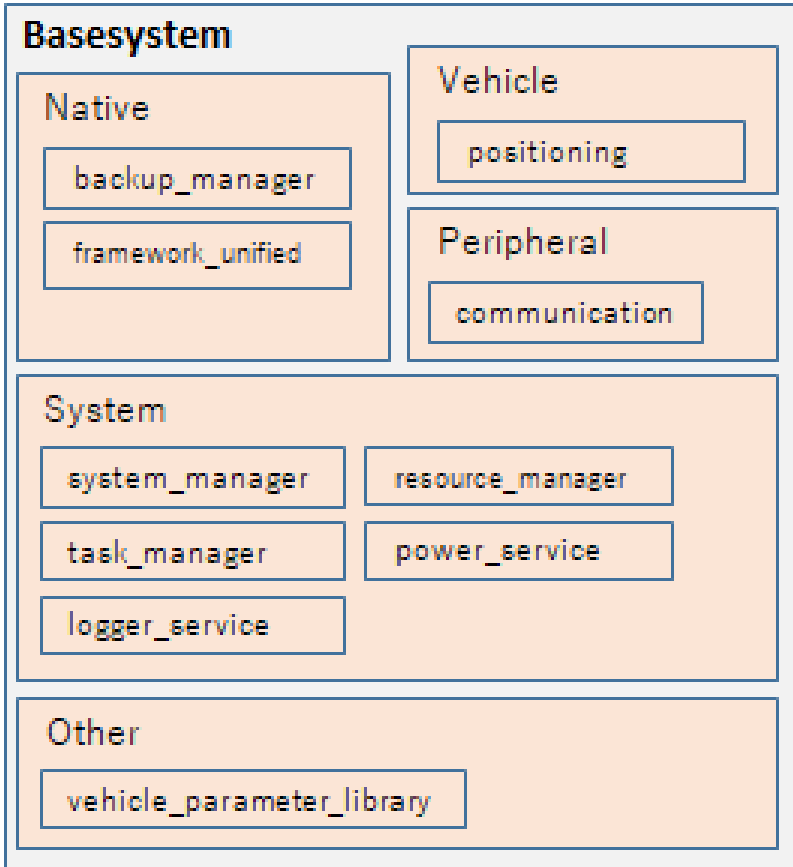 Basesystem
Native
backup_manager
framework_unified
Vehicle
positioning
Peripheral
communication
System
system_manager
resource_manager
task_manager
power_service
logger_service
Other
vehicle_parameter_library